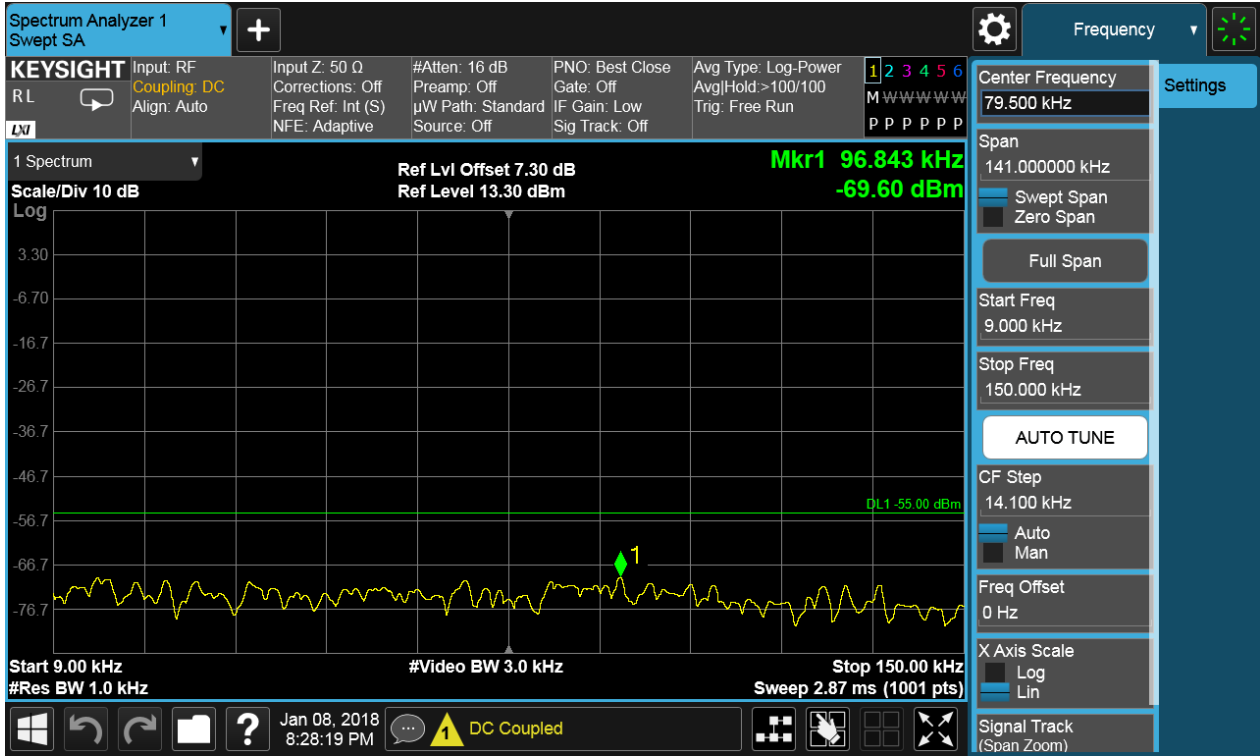 Spectrum Analyzer 1
Swept SA
Frequency
KEYSIGHT
RL
LXI
Input: RF
Coupling: DC
Align: Auto
Input Z: 50 Ω
Corrections: Off
Freq Ref: Int (S)
NFE: Adaptive
#Atten: 16 dB
Preamp: Off
µW Path: Standard
Source: Off
PNO: Best Close
Gate: Off
IF Gain: Low
Sig Track: Off
Avg Type: Log-Power
Avg|Hold:>100/100
Trig: Free Run
1 2 3 4 5 6
M W W W W W
P P P P P P
1 Spectrum
Scale/Div 10 dB
Log
Ref Lvl Offset 7.30 dB
Ref Level 13.30 dBm
Mkr1 96.843 kHz
-69.60 dBm
3.30
-6.70
-16.7
-26.7
-36.7
-46.7
-56.7
-66.7
-76.7
DL1 -55.00 dBm
1
Start 9.00 kHz
#Res BW 1.0 kHz
#Video BW 3.0 kHz
Stop 150.00 kHz
Sweep 2.87 ms (1001 pts)
Center Frequency
79.500 kHz
Span
141.000000 kHz
Swept Span
Zero Span
Full Span
Start Freq
9.000 kHz
Stop Freq
150.000 kHz
AUTO TUNE
CF Step
14.100 kHz
Auto
Man
Freq Offset
0 Hz
X Axis Scale
Log
Lin
Signal Track
(Span Zoom)
Settings
?
Jan 08, 2018
8:28:19 PM
1
DC Coupled